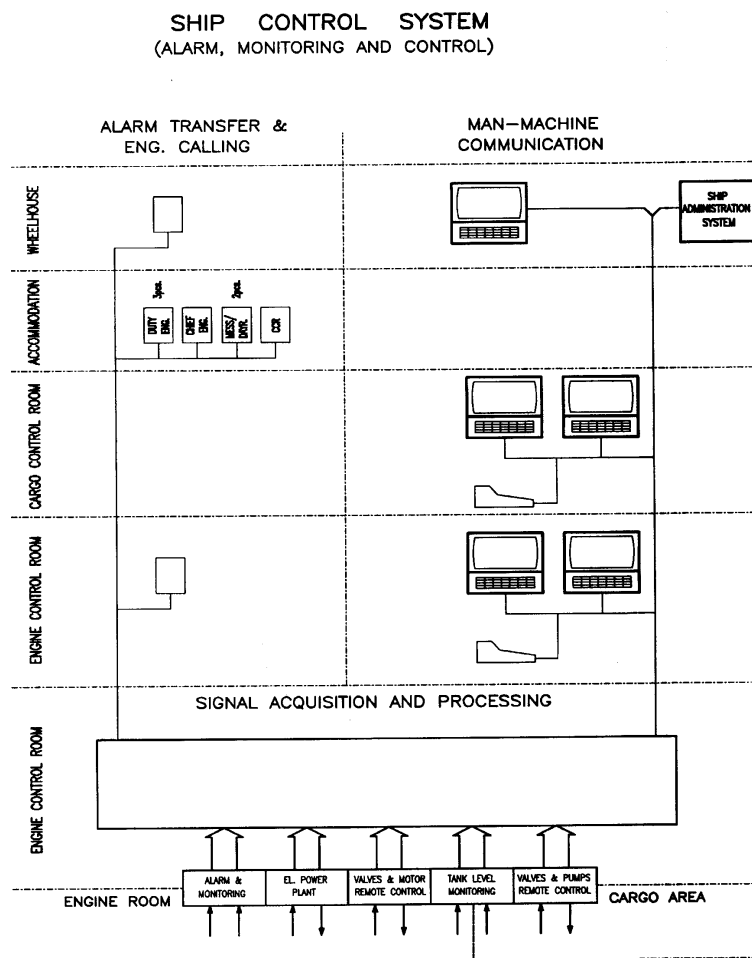 SHIP CONTROL SYSTEM
(ALARM, MONITORING AND CONTROL)
ALARM TRANSFER &
ENG. CALLING
MAN-MACHINE
COMMUNICATION
WHEELHOUSE
SHIP
ADMINISTRATION
SYSTEM
ACCOMMODATION
3pcs.
2pcs.
DUTY
ENG.
CHIEF
ENG.
MESS/
DAYR.
CCR
CARGO CONTROL ROOM
ENGINE CONTROL ROOM
SIGNAL ACQUISITION AND PROCESSING
ENGINE CONTROL ROOM
ALARM &
MONITORING
EL. POWER
PLANT
VALVES & MOTOR
REMOTE CONTROL
TANK LEVEL
MONITORING
VALVES & PUMPS
REMOTE CONTROL
ENGINE ROOM
CARGO AREA